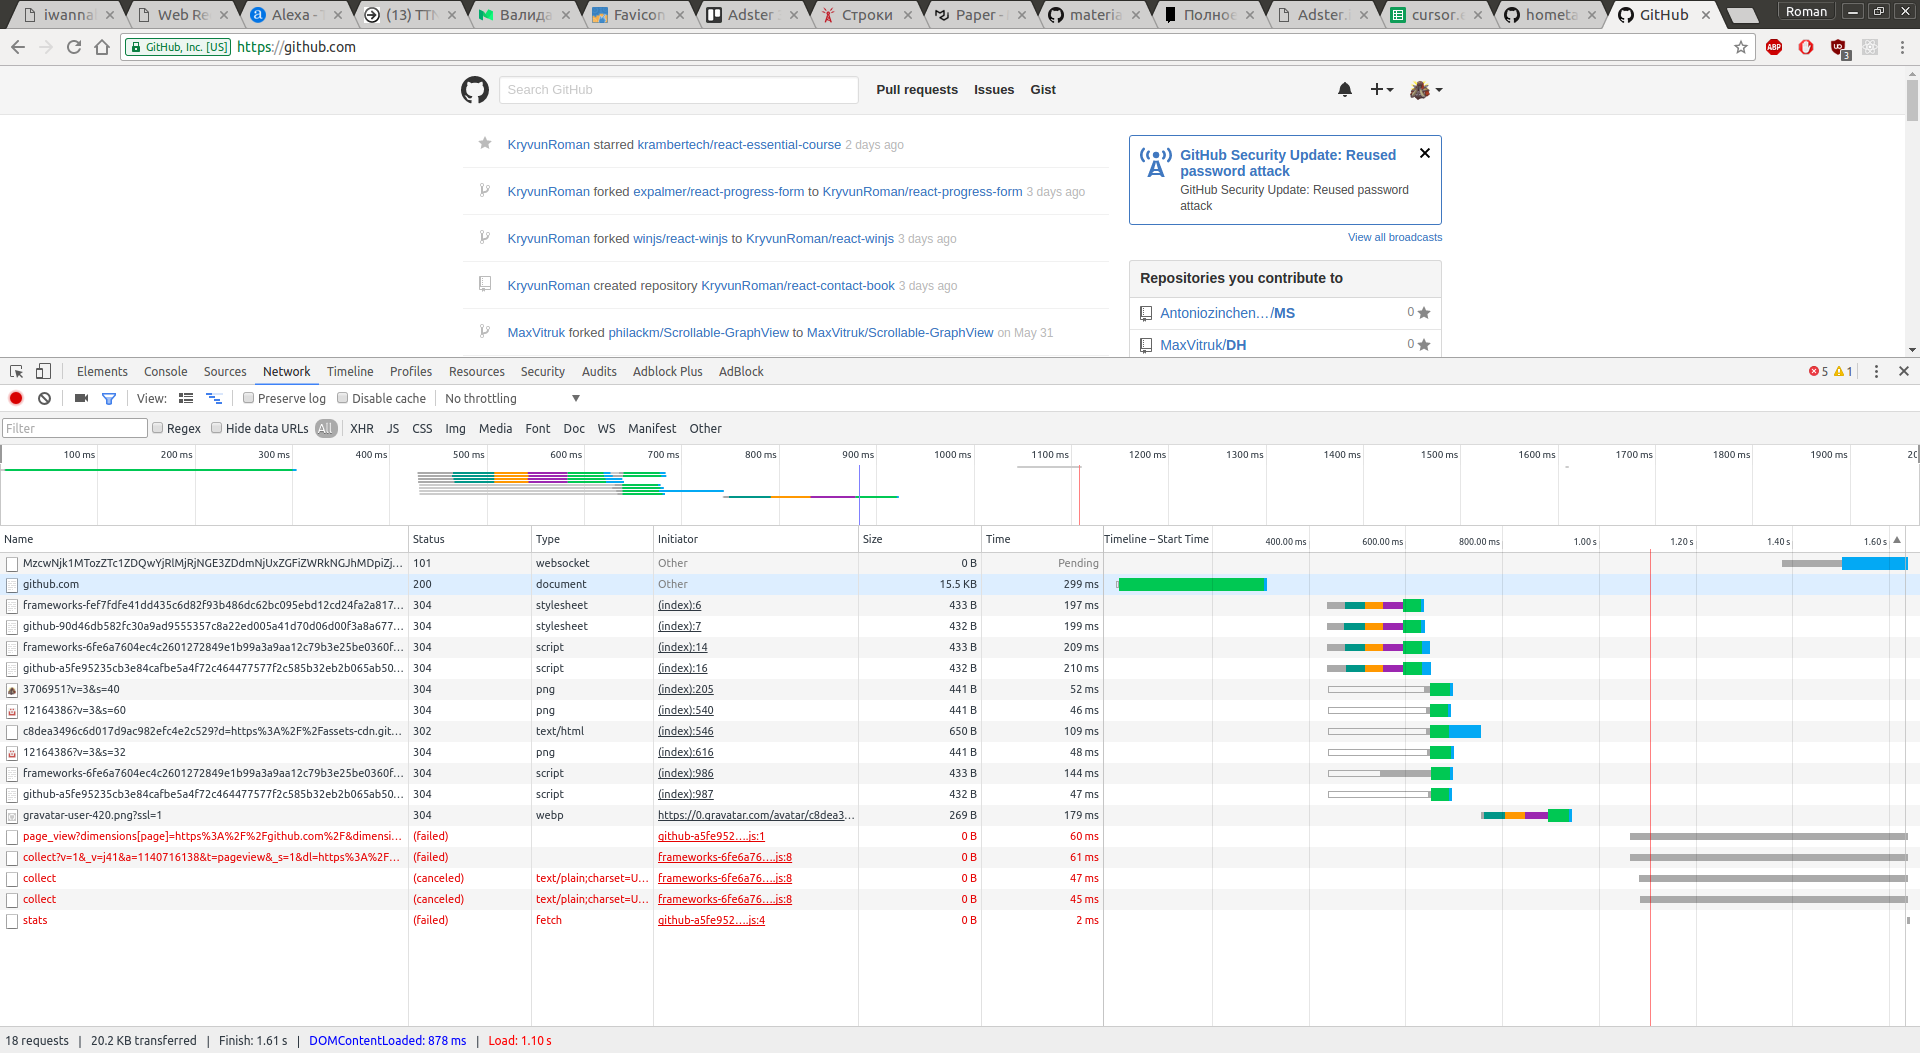 iwannal
Web Re
Alexa - T
(13) TTN
Валида
Favicon
Adster
Строки
Paper -
materia
Полное
Adster.
cursor.
hometa
GitHub
Roman
GitHub, Inc. [US] https://github.com
ABP
3
Search GitHub
Pull requests Issues Gist
KryvunRoman starred krambertech/react-essential-course 2 days ago
KryvunRoman forked expalmer/react-progress-form to KryvunRoman/react-progress-form 3 days ago
KryvunRoman forked winjs/react-winjs to KryvunRoman/react-winjs 3 days ago
KryvunRoman created repository KryvunRoman/react-contact-book 3 days ago
MaxVitruk forked philackm/Scrollable-GraphView to MaxVitruk/Scrollable-GraphView on May 31
GitHub Security Update: Reused
password attack
GitHub Security Update: Reused password
attack
View all broadcasts
Repositories you contribute to
Antoniozinchen…/MS 0
MaxVitruk/DH 0
Elements Console Sources Network Timeline Profiles Resources Security Audits Adblock Plus AdBlock 5 1
View: Preserve log Disable cache No throttling
Filter Regex Hide data URLs All XHR JS CSS Img Media Font Doc WS Manifest Other
100 ms 200 ms 300 ms 400 ms 500 ms 600 ms 700 ms 800 ms 900 ms 1000 ms 1100 ms 1200 ms 1300 ms 1400 ms 1500 ms 1600 ms 1700 ms 1800 ms 1900 ms 20
Name Status Type Initiator Size Time Timeline – Start Time 400.00 ms 600.00 ms 800.00 ms 1.00 s 1.20 s 1.40 s 1.60 s
MzcwNjk1MTozZTc1ZDQwYjRlMjRjNGE3ZDdmNjUxZGFiZWRkNGJhMDpiZj... 101 websocket Other 0 B Pending
github.com 200 document Other 15.5 KB 299 ms
frameworks-fef7fdfe41dd435c6d82f93b486dc62bc095ebd12cd24fa2a817... 304 stylesheet (index):6 433 B 197 ms
github-90d46db582fc30a9ad9555357c8a22ed005a41d70d06d00f3a8a677... 304 stylesheet (index):7 432 B 199 ms
frameworks-6fe6a7604ec4c2601272849e1b99a3a9aa12c79b3e25be0360f... 304 script (index):14 433 B 209 ms
github-a5fe95235cb3e84cafbe5a4f72c464477577f2c585b32eb2b065ab50... 304 script (index):16 432 B 210 ms
3706951?v=3&s=40 304 png (index):205 441 B 52 ms
12164386?v=3&s=60 304 png (index):540 441 B 46 ms
c8dea3496c6d017d9ac982efc4e2c529?d=https%3A%2F%2Fassets-cdn.git... 302 text/html (index):546 650 B 109 ms
12164386?v=3&s=32 304 png (index):616 441 B 48 ms
frameworks-6fe6a7604ec4c2601272849e1b99a3a9aa12c79b3e25be0360f... 304 script (index):986 433 B 144 ms
github-a5fe95235cb3e84cafbe5a4f72c464477577f2c585b32eb2b065ab50... 304 script (index):987 432 B 47 ms
gravatar-user-420.png?ssl=1 304 webp https://0.gravatar.com/avatar/c8dea3... 269 B 179 ms
page_view?dimensions[page]=https%3A%2F%2Fgithub.com%2F&dimensi... (failed) github-a5fe952….js:1 0 B 60 ms
collect?v=1&_v=j41&a=1140716138&t=pageview&_s=1&dl=https%3A%2F... (failed) frameworks-6fe6a76….js:8 0 B 61 ms
collect (canceled) text/plain;charset=U... frameworks-6fe6a76….js:8 0 B 47 ms
collect (canceled) text/plain;charset=U... frameworks-6fe6a76….js:8 0 B 45 ms
stats (failed) fetch github-a5fe952….js:4 0 B 2 ms
18 requests | 20.2 KB transferred | Finish: 1.61 s | DOMContentLoaded: 878 ms | Load: 1.10 s